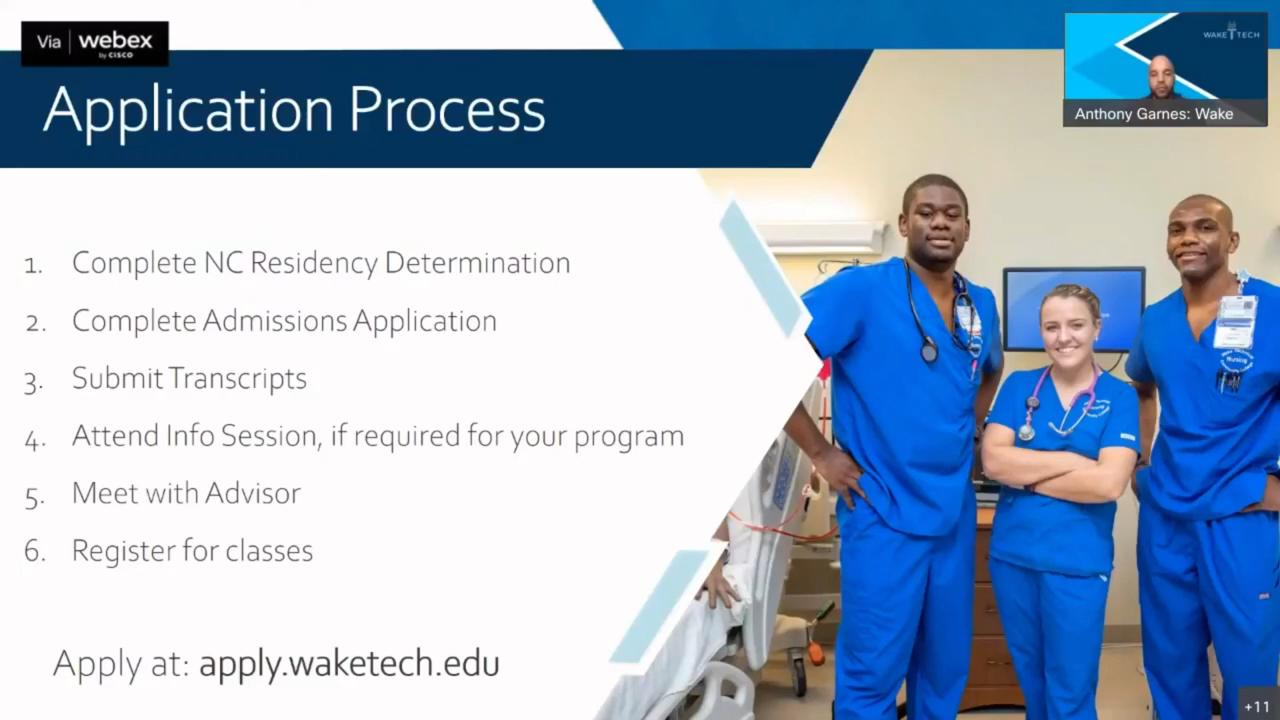 Via | webex
by CISCO
WAKE TECH
Application Process
Anthony Garnes: Wake
1. Complete NC Residency Determination
2. Complete Admissions Application
3. Submit Transcripts
4. Attend Info Session, if required for your program
5. Meet with Advisor
6. Register for classes
Nursing
Apply at: apply.waketech.edu
+11